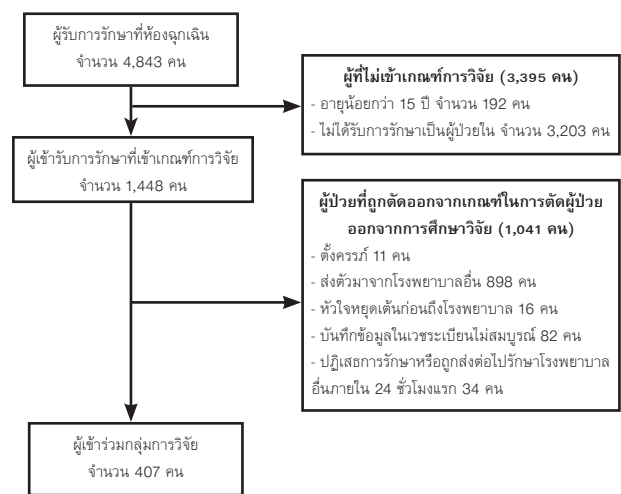 ผู้รับการรักษาที่ห้องฉุกเฉิน
จำนวน 4,843 คน
ผู้ที่ไม่เข้าเกณฑ์การวิจัย (3,395 คน)
- อายุน้อยกว่า 15 ปี จำนวน 192 คน
- ไม่ได้รับการรักษาเป็นผู้ป่วยใน จำนวน 3,203 คน
ผู้เข้ารับการรักษาที่เข้าเกณฑ์การวิจัย
จำนวน 1,448 คน
ผู้ป่วยที่ถูกตัดออกจากเกณฑ์ในการตัดผู้ป่วย
ออกจากการศึกษาวิจัย (1,041 คน)
- ตั้งครรภ์ 11 คน
- ส่งตัวมาจากโรงพยาบาลอื่น 898 คน
- หัวใจหยุดเต้นก่อนถึงโรงพยาบาล 16 คน
- บันทึกข้อมูลในเวชระเบียนไม่สมบูรณ์ 82 คน
- ปฏิเสธการรักษาหรือถูกส่งต่อไปรักษาโรงพยาบาล
อื่นภายใน 24 ชั่วโมงแรก 34 คน
ผู้เข้าร่วมกลุ่มการวิจัย
จำนวน 407 คน